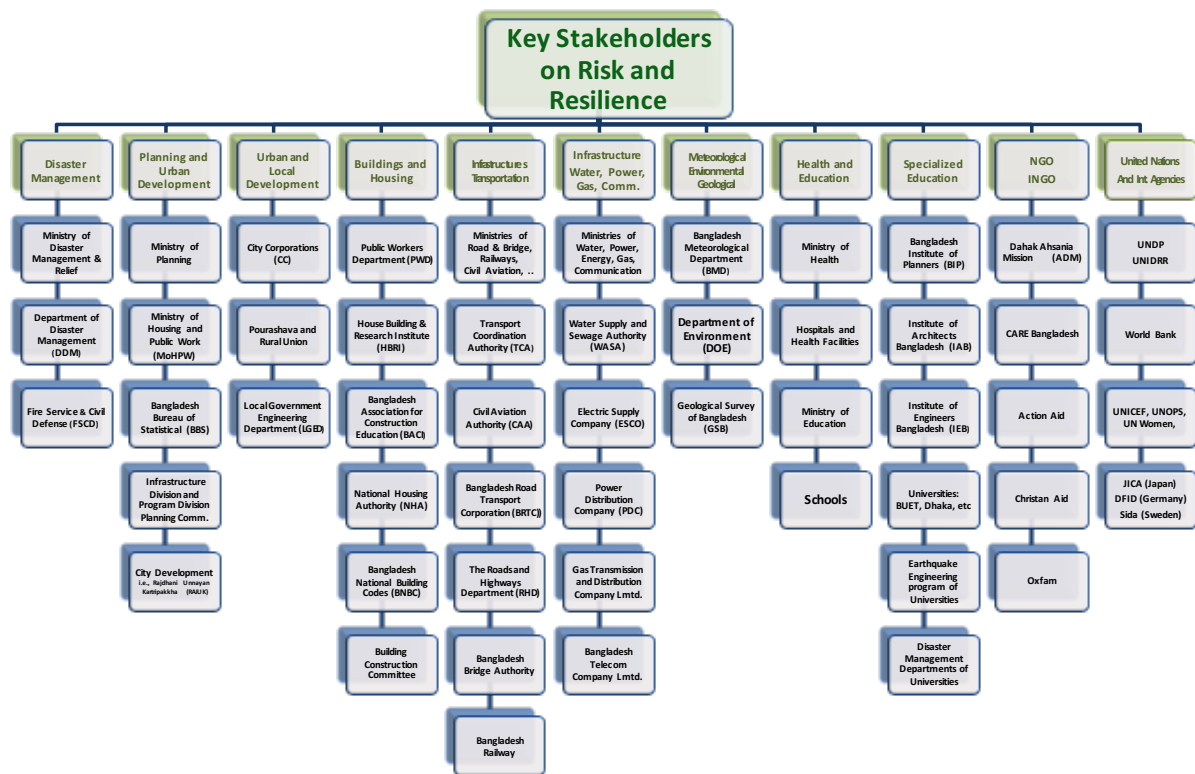 Key Stakeholders
on Risk and
Resilience
Disaster
Management
Ministry of
Disaster
Management &
Relief
Department of
Disaster
Management
(DDM)
Fire Service & Civil
Defense (FSCD)
Planning and
Urban
Development
Ministry of
Planning
Ministry of
Housing and
Public Work
(MoHPW)
Bangladesh
Bureau of
Statistical (BBS)
Infrastructure
Division and
Program Division
Planning Comm.
City Development
i.e., Rajdhani Unnayan
Kartripakkha (RAJUK)
Urban and
Local
Development
City Corporations
(CC)
Pourashava and
Rural Union
Local Government
Engineering
Department (LGED)
Buildings and
Housing
Public Workers
Department (PWD)
House Building &
Research Institute
(HBRI)
Bangladesh
Association for
Construction
Education (BACI)
National Housing
Authority (NHA)
Bangladesh
National Building
Codes (BNBC)
Building
Construction
Committee
Infrastructures
Transportation
Ministries of
Road & Bridge,
Railways,
Civil Aviation, ..
Transport
Coordination
Authority (TCA)
Civil Aviation
Authority (CAA)
Bangladesh Road
Transport
Corporation (BRTC))
The Roads and
Highways
Department (RHD)
Bangladesh
Bridge Authority
Bangladesh
Railway
Infrastructure
Water, Power,
Gas, Comm.
Ministries of
Water, Power,
Energy, Gas,
Communication
Water Supply and
Sewage Authority
(WASA)
Electric Supply
Company (ESCO)
Power
Distribution
Company (PDC)
Gas Transmission
and Distribution
Company Lmtd.
Bangladesh
Telecom
Company Lmtd.
Meteorological
Environmental
Geological
Bangladesh
Meteorological
Department
(BMD)
Department of
Environment
(DOE)
Geological Survey
of Bangladesh
(GSB)
Health and
Education
Ministry of
Health
Hospitals and
Health Facilities
Ministry of
Education
Schools
Specialized
Education
Bangladesh
Institute of
Planners (BIP)
Institute of
Architects
Bangladesh (IAB)
Institute of
Engineers
Bangladesh (IEB)
Universities:
BUET, Dhaka, etc
Earthquake
Engineering
program of
Universities
Disaster
Management
Departments of
Universities
NGO
INGO
Dahak Ahsania
Mission (ADM)
CARE Bangladesh
Action Aid
Christan Aid
Oxfam
United Nations
And Int. Agencies
UNDP
UNIDRR
World Bank
UNICEF, UNOPS,
UN Women,
JICA (Japan)
DFID (Germany)
Sida (Sweden)